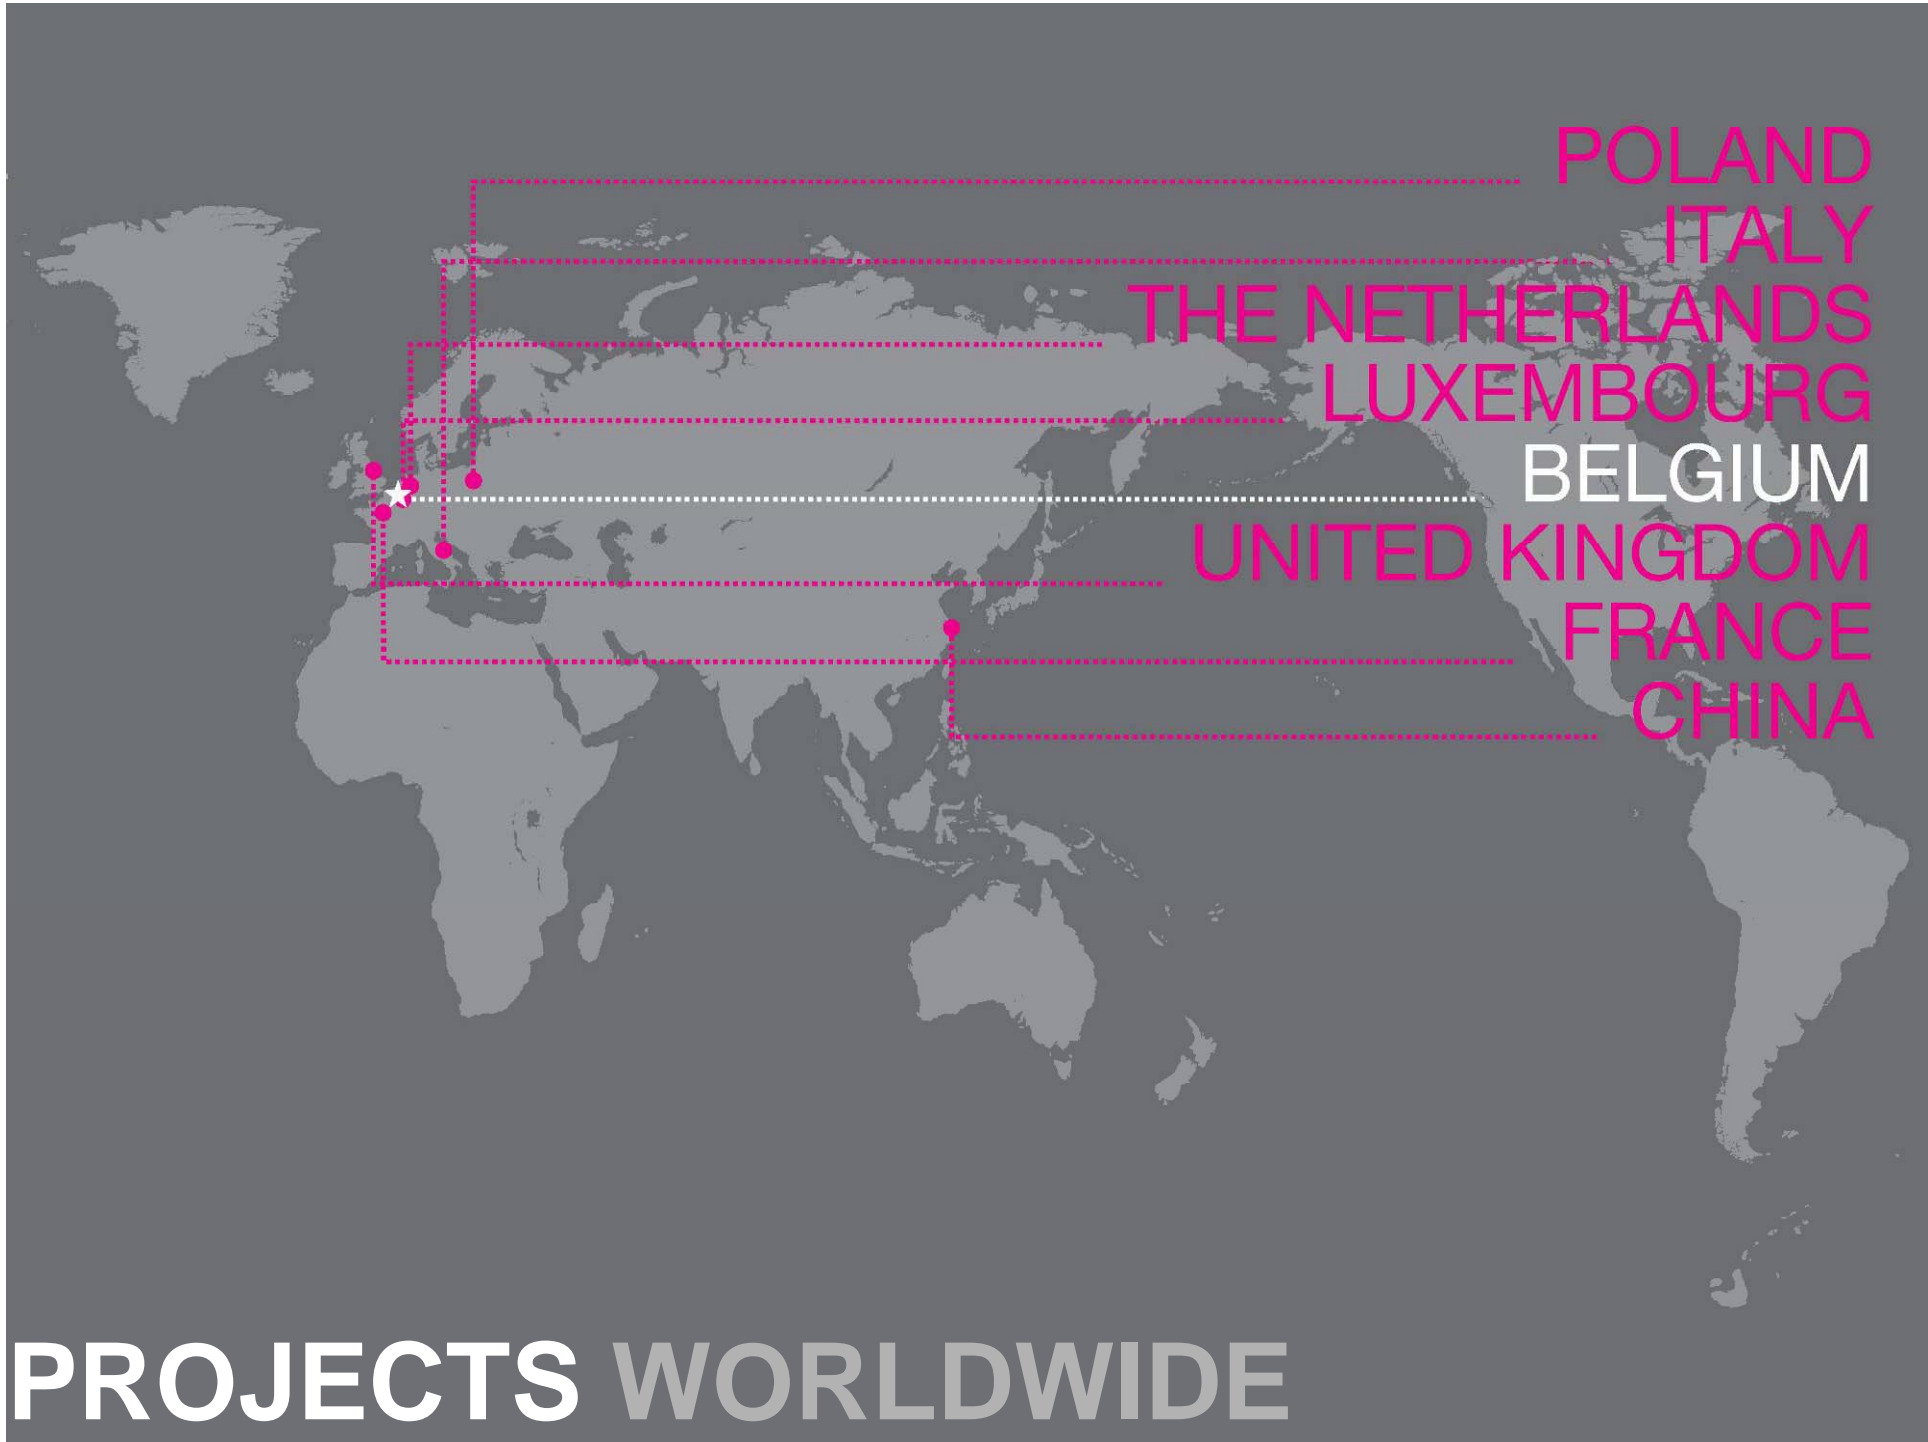 POLAND
ITALY
THE NETHERLANDS
LUXEMBOURG
BELGIUM
UNITED KINGDOM
FRANCE
CHINA
PROJECTS WORLDWIDE